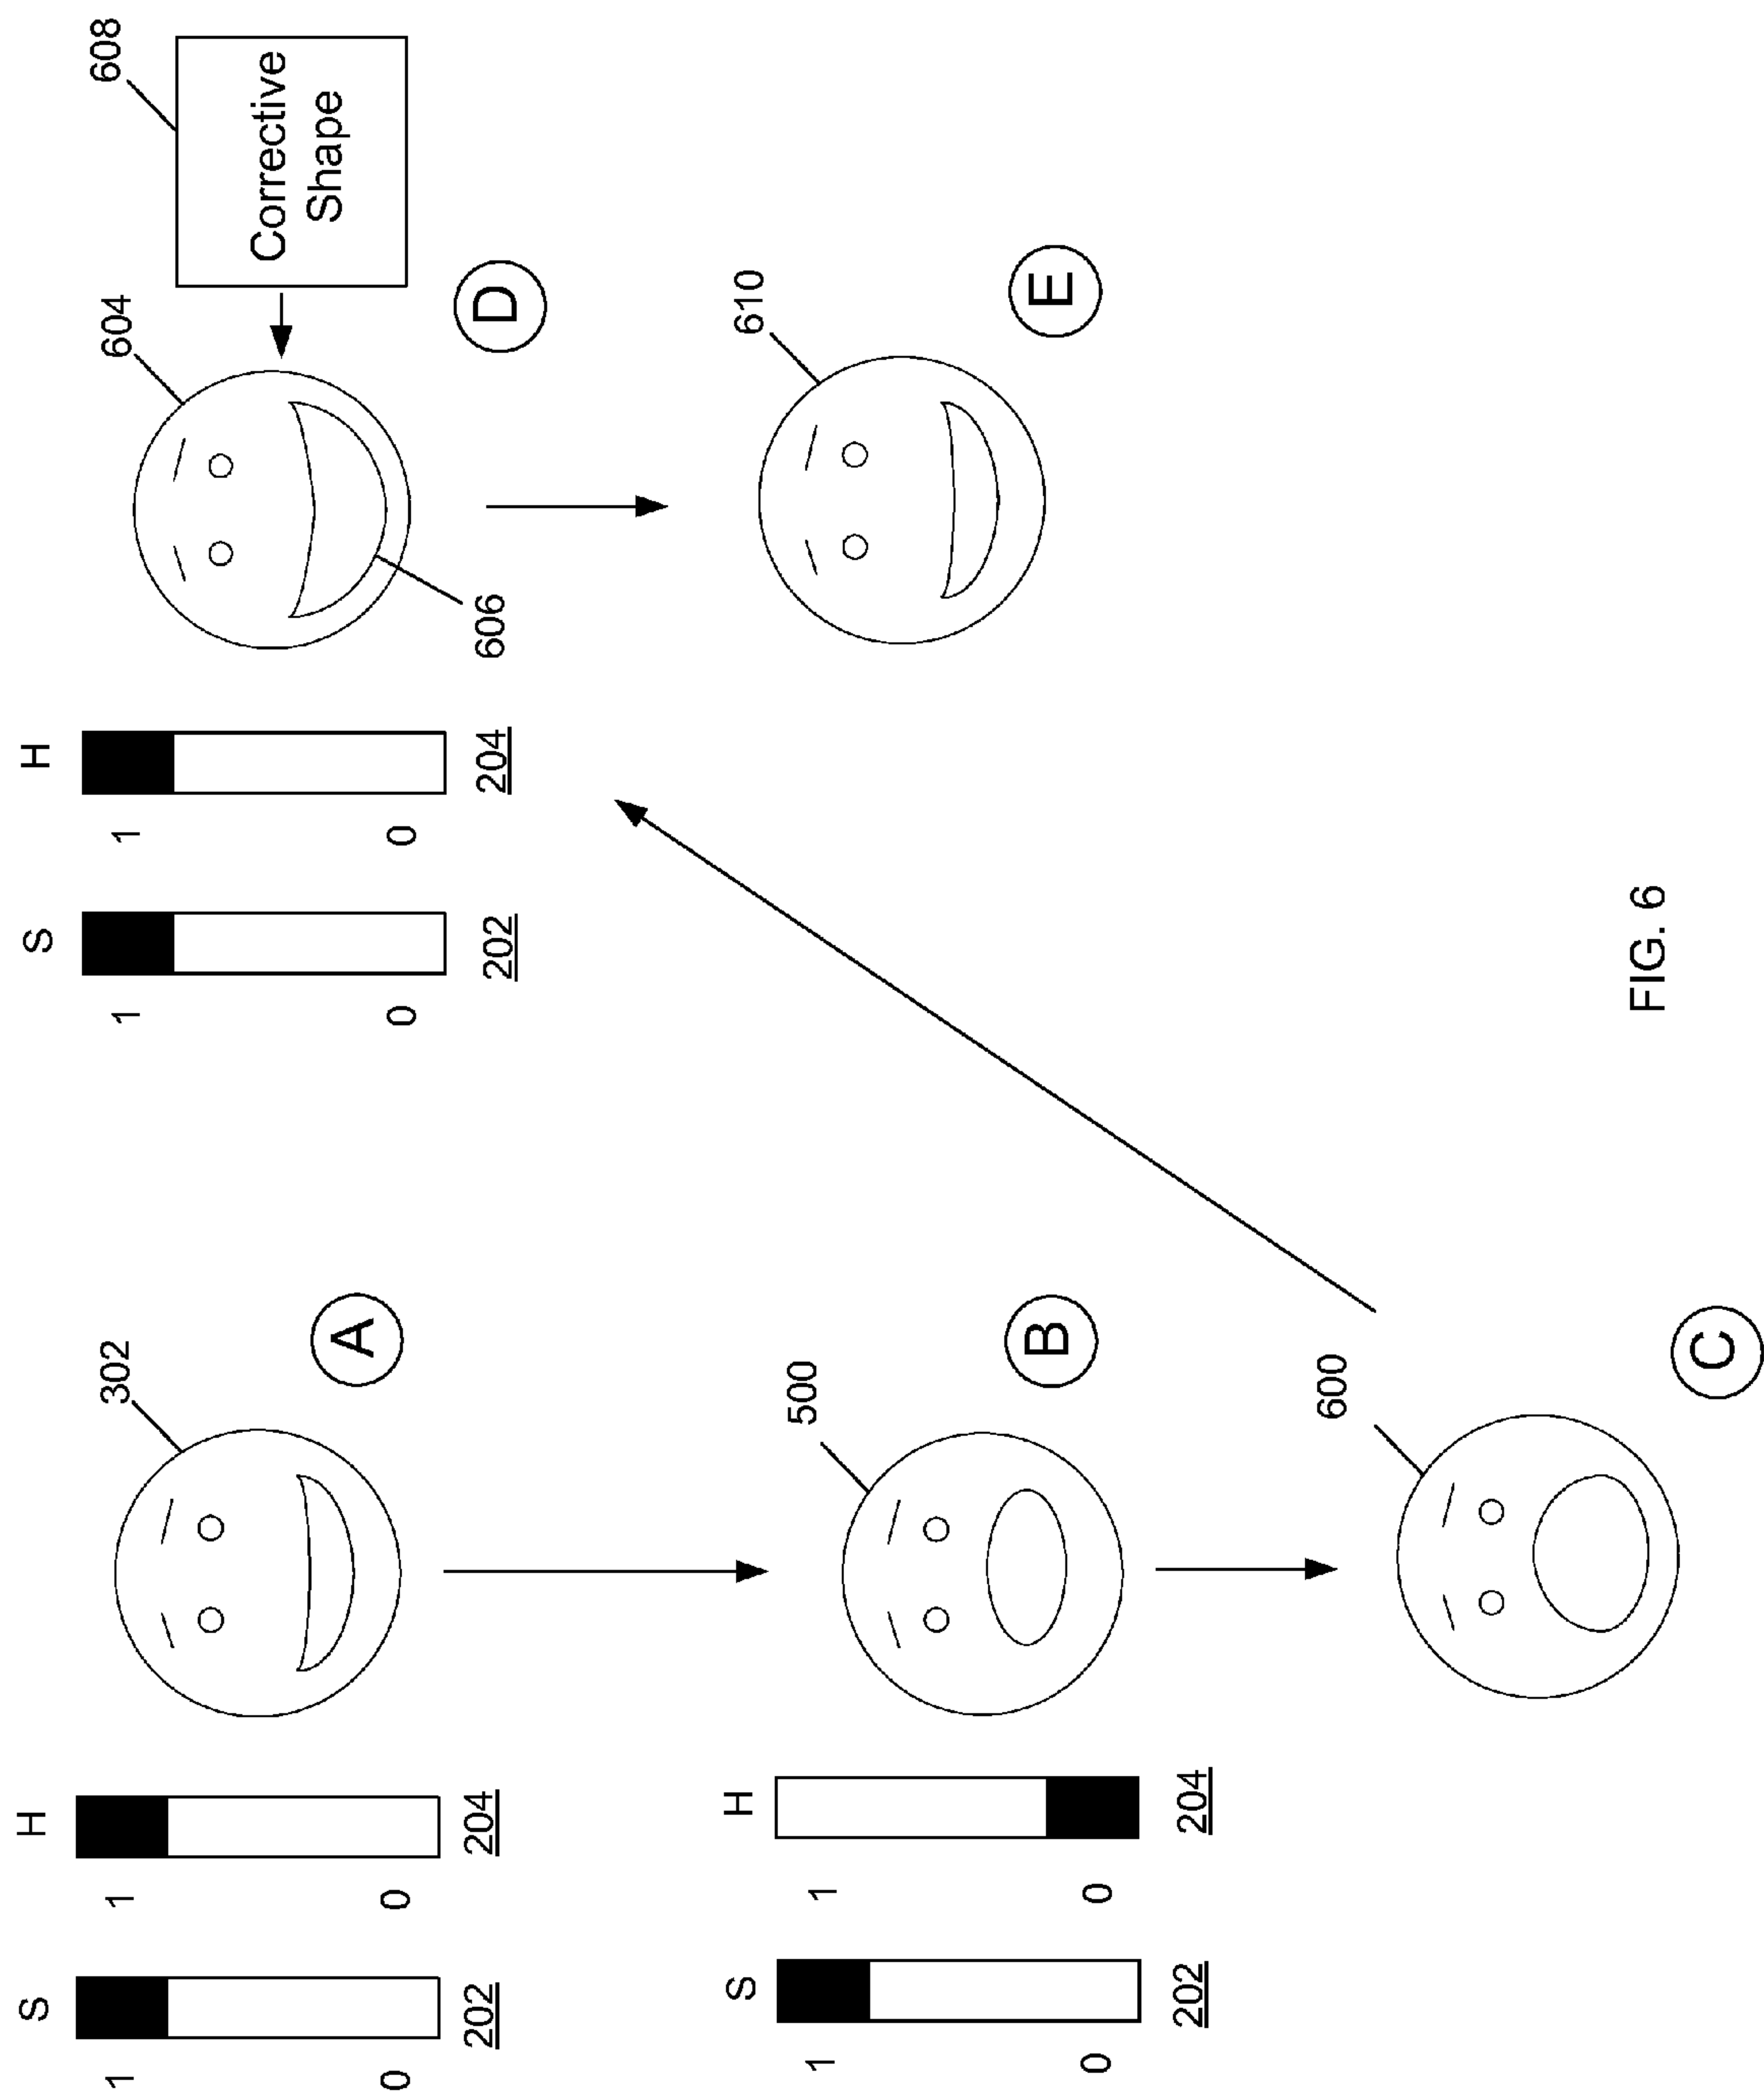 S H S H
1 1 302 1 1 604 608
Corrective
Shape
A
0 0 0 0
202 204 202 204 606 D
S H 610
1 1 500
B E
0 0
202 204
600
FIG. 6
C